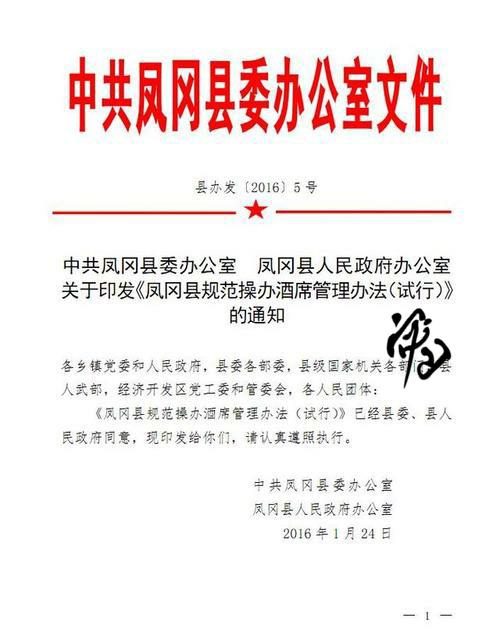 中共凤冈县委办公室文件
县办发〔2016〕5号
中共凤冈县委办公室　凤冈县人民政府办公室
关于印发《凤冈县规范操办酒席管理办法(试行)》
的通知
各乡镇党委和人民政府，县委各部委，县级国家机关各部门，县
人武部，经济开发区党工委和管委会，各人民团体：
《凤冈县规范操办酒席管理办法（试行）》已经县委、县人
民政府同意，现印发给你们，请认真遵照执行。
中共凤冈县委办公室
凤冈县人民政府办公室
2016年1月24日
— 1 —